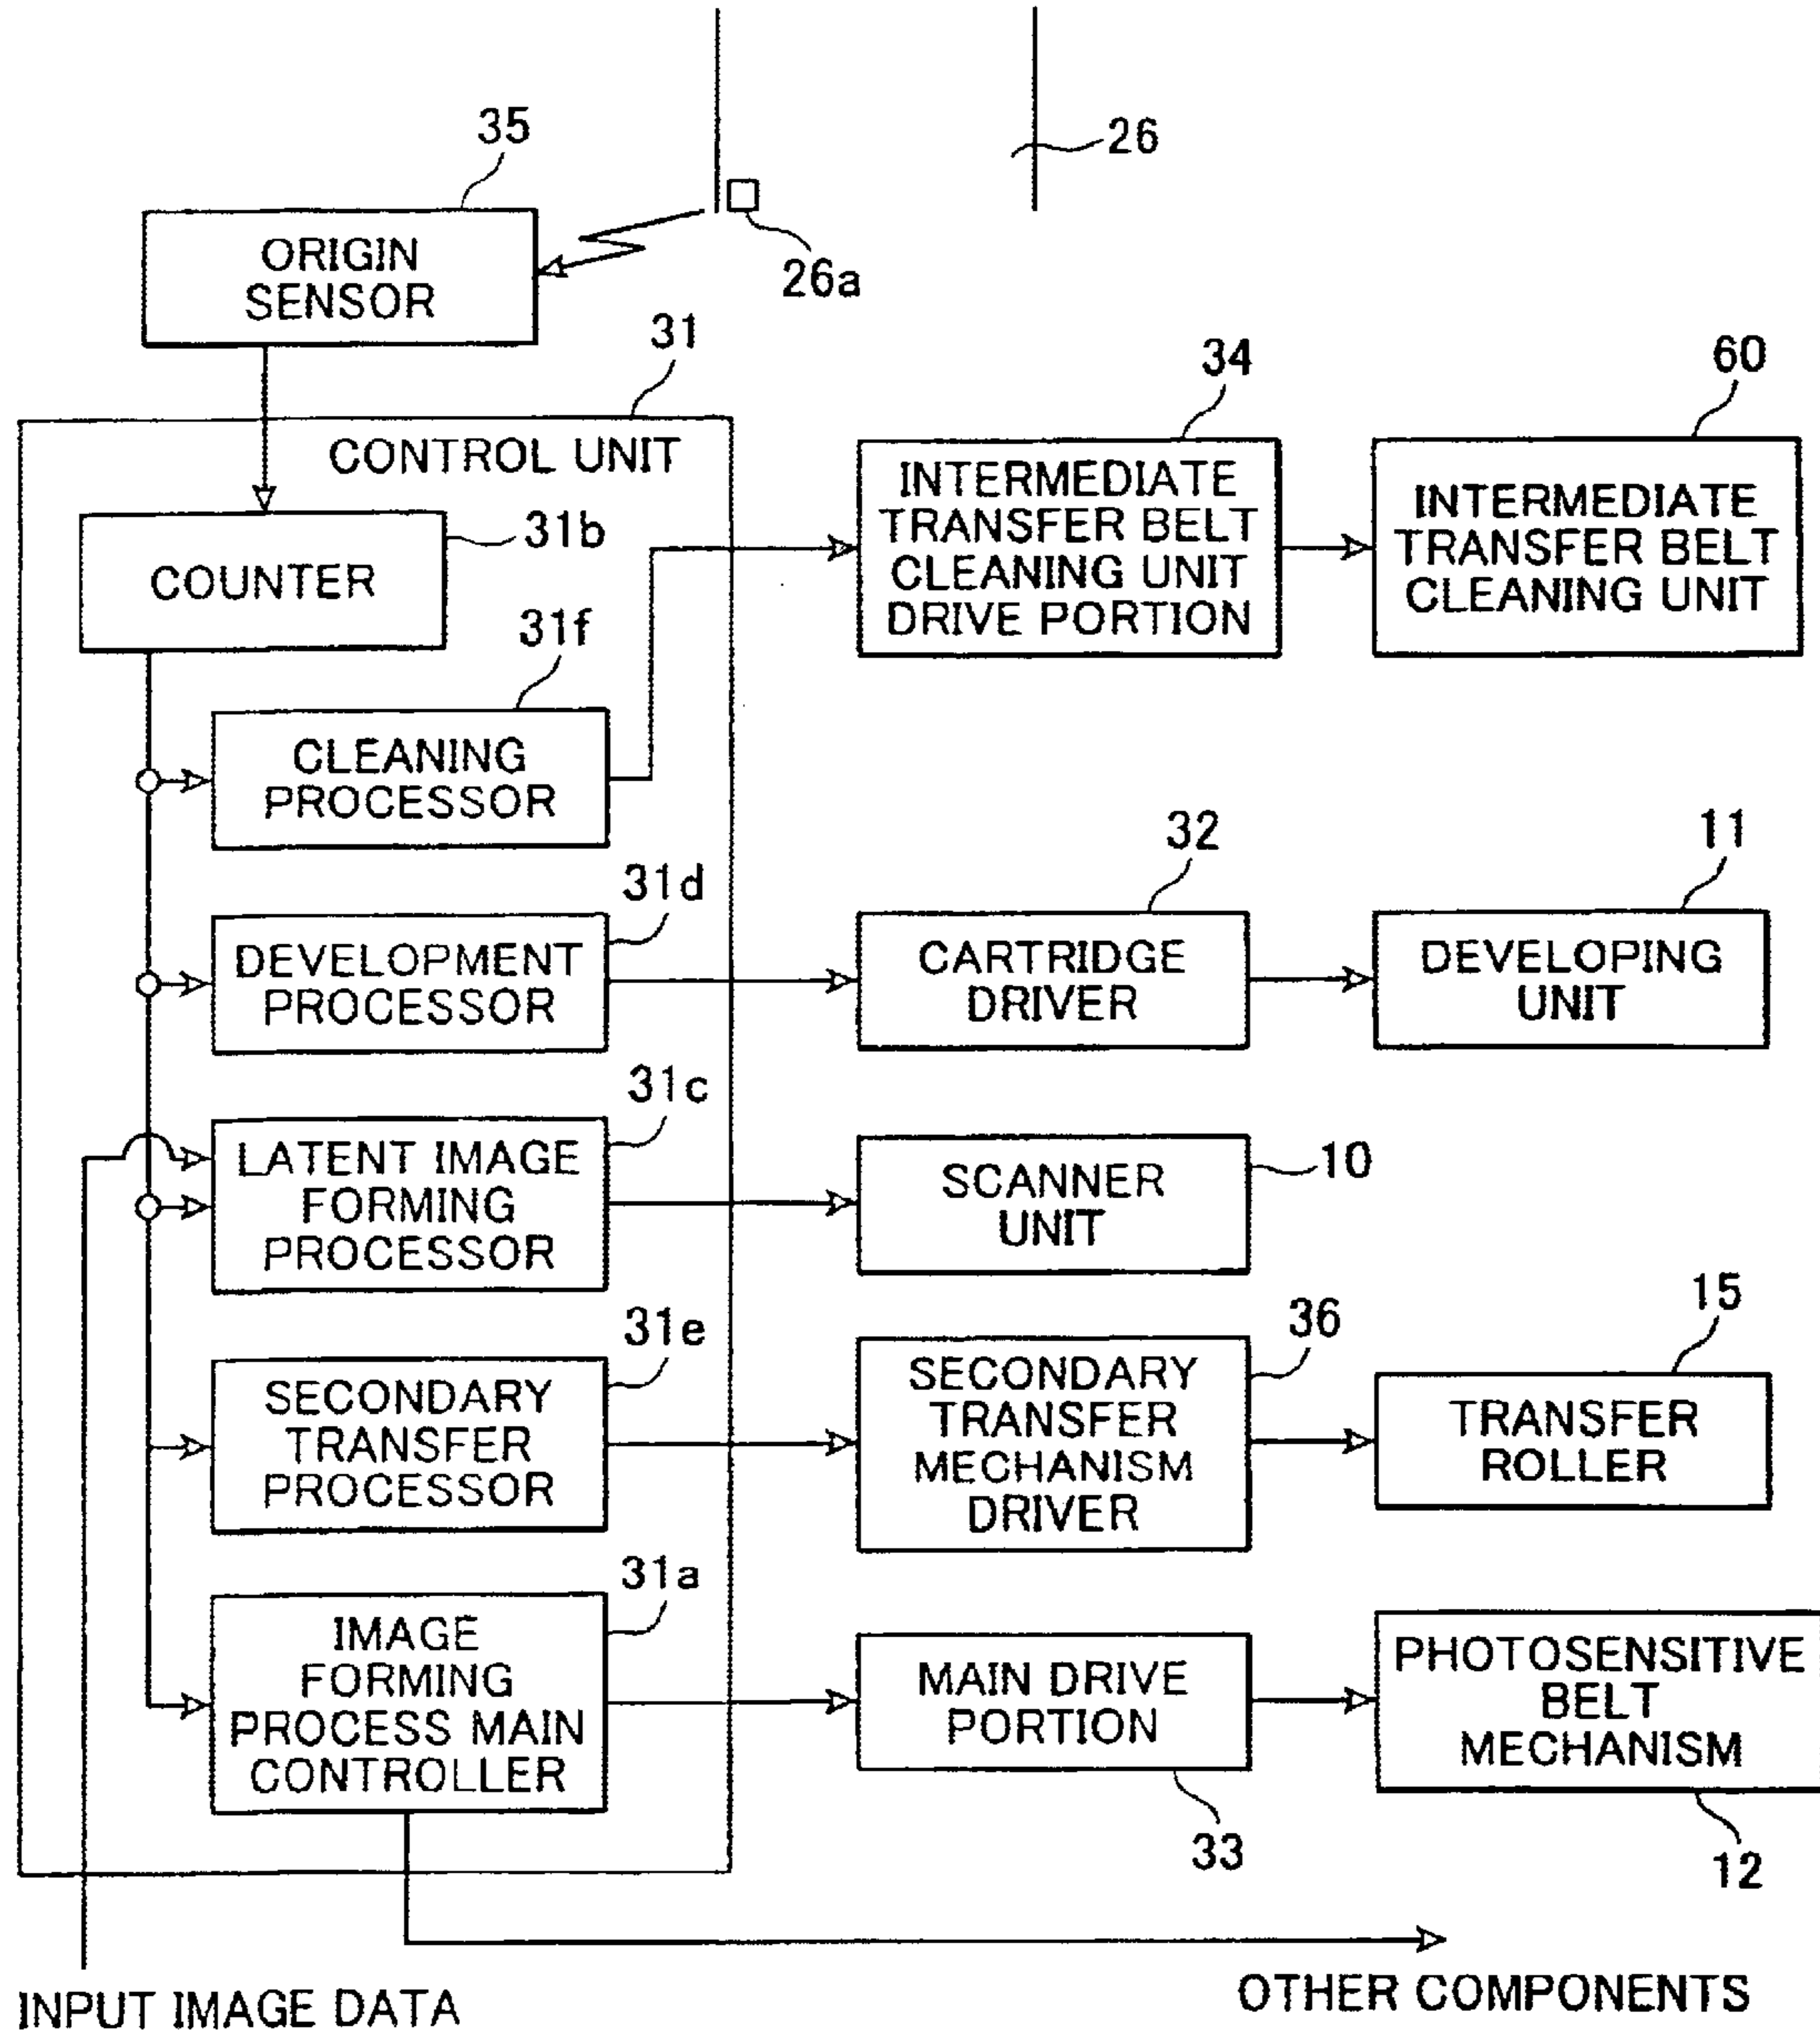 35
26
26a
ORIGIN
SENSOR
31
CONTROL UNIT
31b
COUNTER
34
INTERMEDIATE
TRANSFER BELT
CLEANING UNIT
DRIVE PORTION
60
INTERMEDIATE
TRANSFER BELT
CLEANING UNIT
31f
CLEANING
PROCESSOR
31d
DEVELOPMENT
PROCESSOR
32
CARTRIDGE
DRIVER
11
DEVELOPING
UNIT
31c
LATENT IMAGE
FORMING
PROCESSOR
10
SCANNER
UNIT
31e
SECONDARY
TRANSFER
PROCESSOR
36
SECONDARY
TRANSFER
MECHANISM
DRIVER
15
TRANSFER
ROLLER
31a
IMAGE
FORMING
PROCESS MAIN
CONTROLLER
MAIN DRIVE
PORTION
33
PHOTOSENSITIVE
BELT
MECHANISM
12
INPUT IMAGE DATA
OTHER COMPONENTS